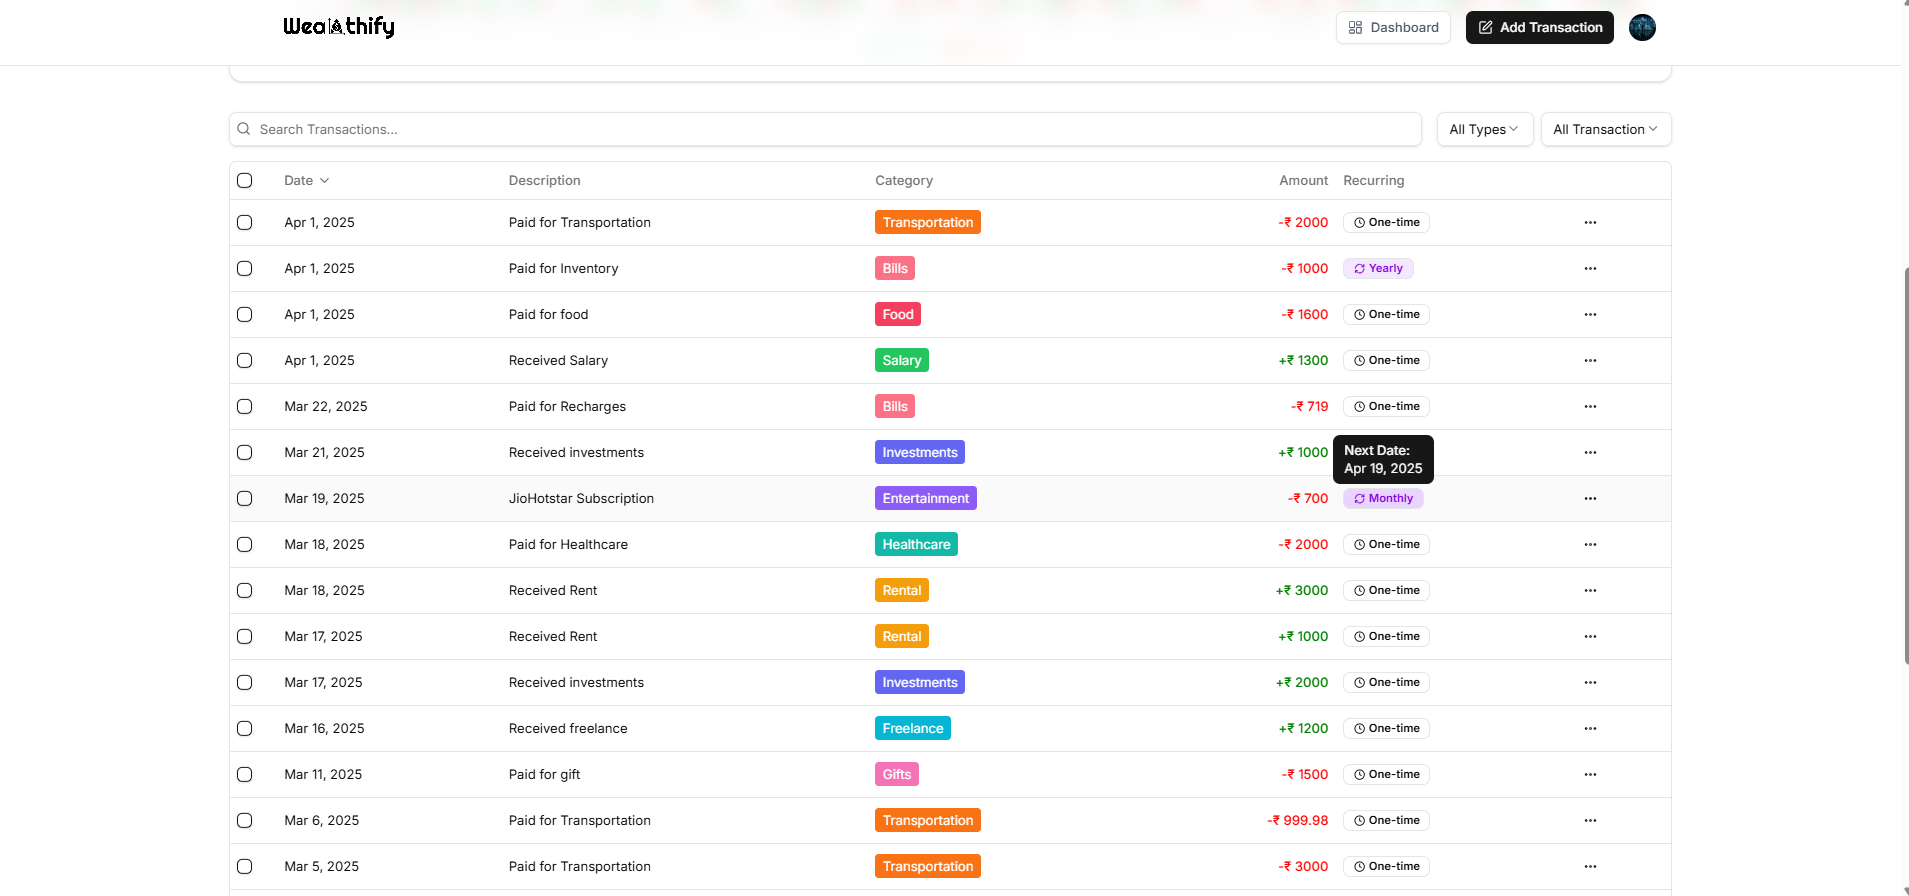 Wealthify
Dashboard
Add Transaction
Search Transactions...
All Types
All Transaction
Date Description Category Amount Recurring
Apr 1, 2025 Paid for Transportation Transportation -₹ 2000 One-time
Apr 1, 2025 Paid for Inventory Bills -₹ 1000 Yearly
Apr 1, 2025 Paid for food Food -₹ 1600 One-time
Apr 1, 2025 Received Salary Salary +₹ 1300 One-time
Mar 22, 2025 Paid for Recharges Bills -₹ 719 One-time
Mar 21, 2025 Received investments Investments +₹ 1000
Next Date:
Apr 19, 2025
Mar 19, 2025 JioHotstar Subscription Entertainment -₹ 700 Monthly
Mar 18, 2025 Paid for Healthcare Healthcare -₹ 2000 One-time
Mar 18, 2025 Received Rent Rental +₹ 3000 One-time
Mar 17, 2025 Received Rent Rental +₹ 1000 One-time
Mar 17, 2025 Received investments Investments +₹ 2000 One-time
Mar 16, 2025 Received freelance Freelance +₹ 1200 One-time
Mar 11, 2025 Paid for gift Gifts -₹ 1500 One-time
Mar 6, 2025 Paid for Transportation Transportation -₹ 999.98 One-time
Mar 5, 2025 Paid for Transportation Transportation -₹ 3000 One-time